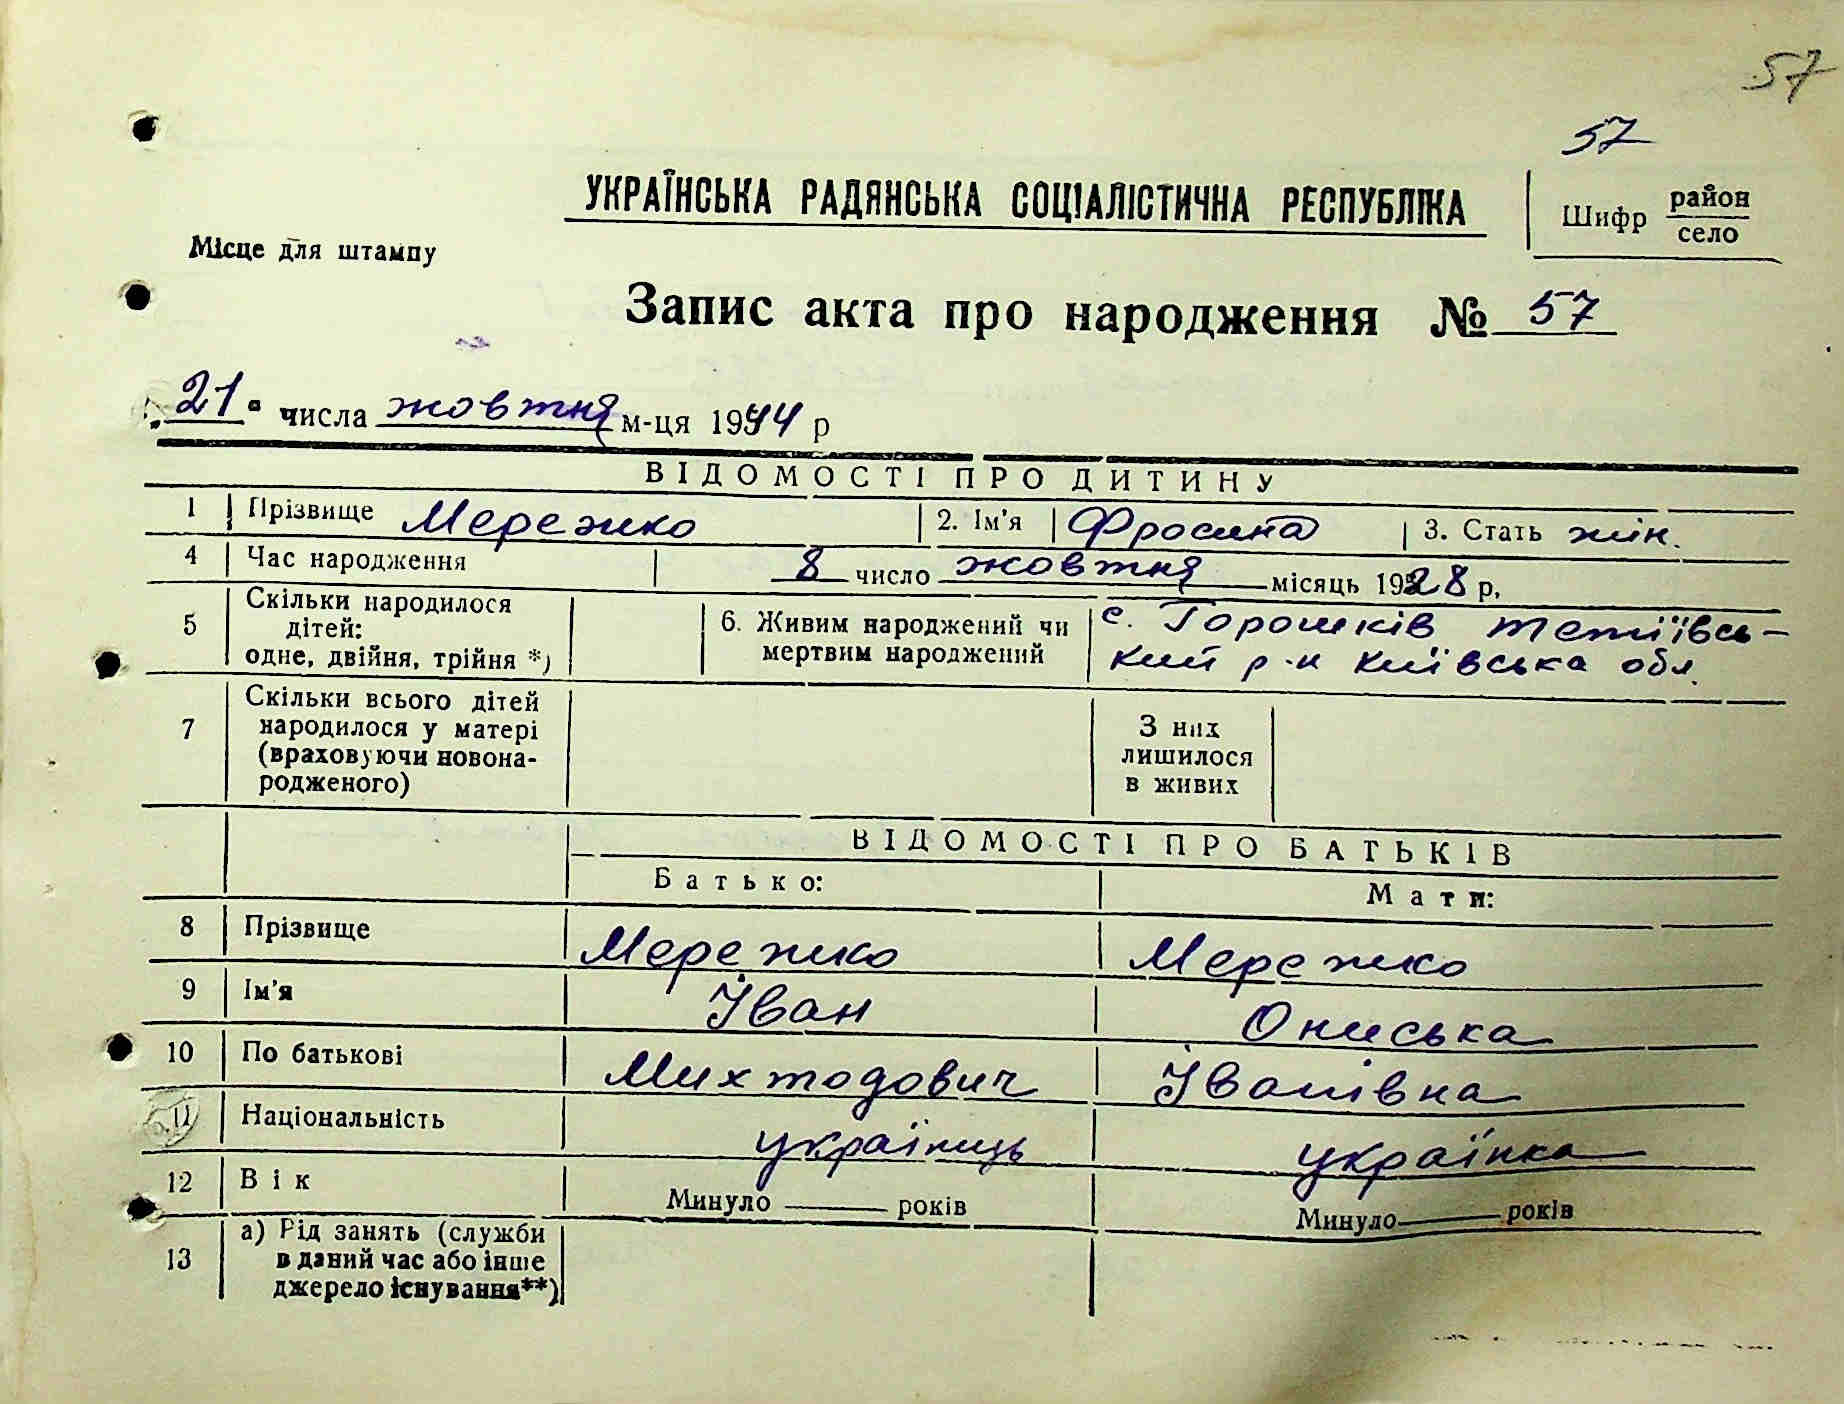 57
57
УКРАЇНСЬКА РАДЯНСЬКА СОЦІАЛІСТИЧНА РЕСПУБЛІКА
Шифр район
село
Місце для штампу
Запис акта про народження № 57
21 числа жовтня м-ця 1944 р
ВІДОМОСТІ ПРО ДИТИНУ
1 Прізвище Мережко 2. Ім'я Фросина 3. Стать жін.
4 Час народження 8 число жовтня місяць 1928 р.
5 Скільки народилося дітей: одне, двійня, трійня *)
6. Живим народжений чи мертвим народжений
с. Горошків тетіївсь-
кий р-н київська обл.
7 Скільки всього дітей народилося у матері (враховуючи новона-родженого)
З них лишилося в живих
ВІДОМОСТІ ПРО БАТЬКІВ
Батько: Мати:
8 Прізвище Мережко Мережко
9 Ім'я Іван Ониська
10 По батькові Михтодович Іванівна
11 Національність українець українка
12 Вік Минуло років Минуло років
13 а) Рід занять (служби
в даний час або інше
джерело існування**)